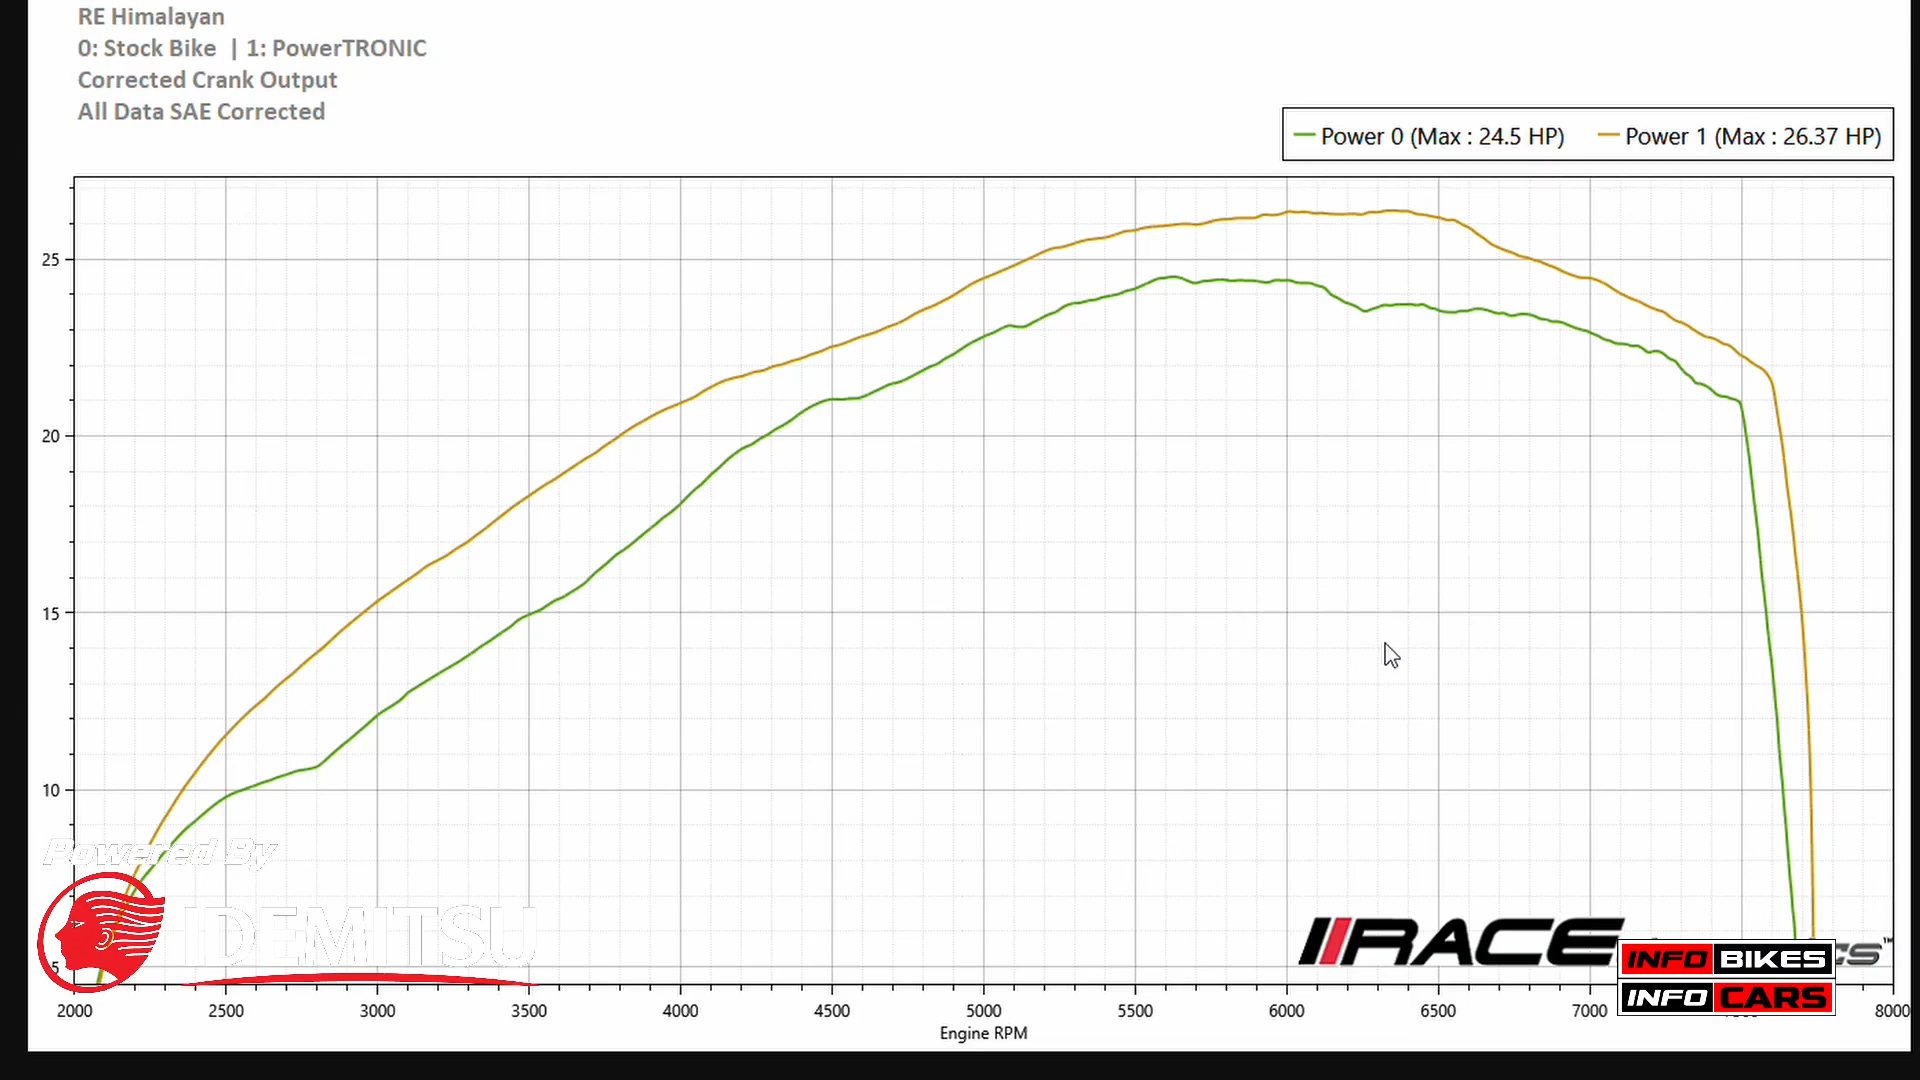 RE Himalayan
0: Stock Bike | 1: PowerTRONIC
Corrected Crank Output
All Data SAE Corrected
Power 0 (Max : 24.5 HP) Power 1 (Max : 26.37 HP)
25
20
15
10
5
Powered By
IDEMITSU
RACE
INFO BIKES
INFO CARS
2000 2500 3000 3500 4000 4500 5000 5500 6000 6500 7000 8000
Engine RPM